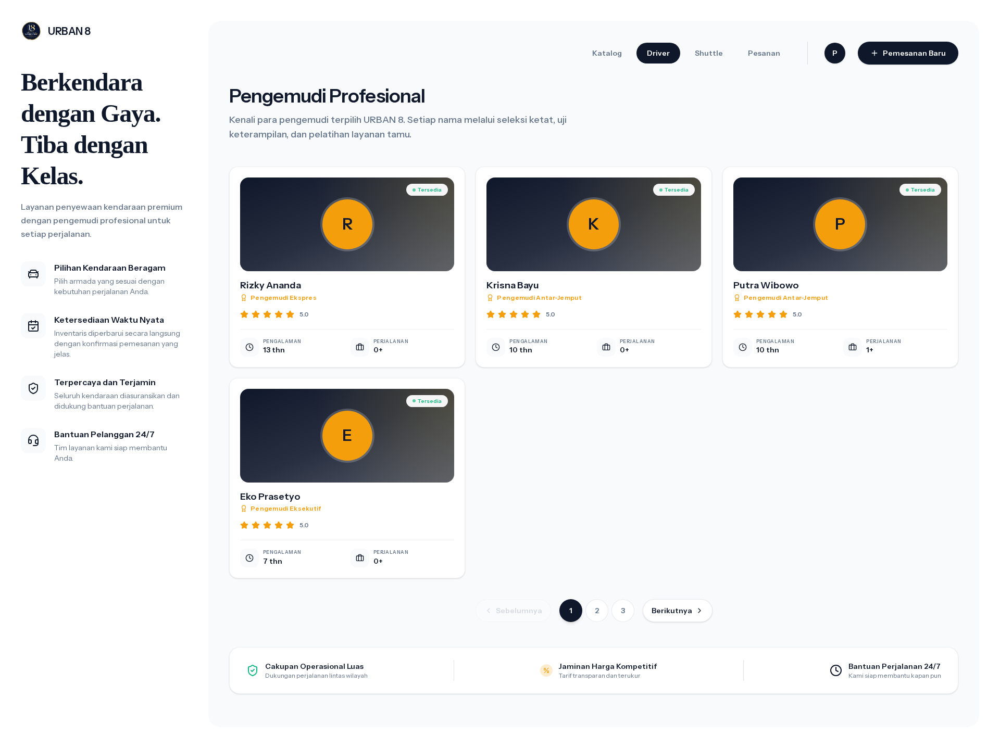 URBAN 8
Berkendara
dengan Gaya.
Tiba dengan
Kelas.
Layanan penyewaan kendaraan premium
dengan pengemudi profesional untuk
setiap perjalanan.
Pilihan Kendaraan Beragam
Pilih armada yang sesuai dengan
kebutuhan perjalanan Anda.
Ketersediaan Waktu Nyata
Inventaris diperbarui secara langsung
dengan konfirmasi pemesanan yang
jelas.
Terpercaya dan Terjamin
Seluruh kendaraan diasuransikan dan
didukung bantuan perjalanan.
Bantuan Pelanggan 24/7
Tim layanan kami siap membantu
Anda.
Katalog
Driver
Shuttle
Pesanan
P
+ Pemesanan Baru
Pengemudi Profesional
Kenali para pengemudi terpilih URBAN 8. Setiap nama melalui seleksi ketat, uji
keterampilan, dan pelatihan layanan tamu.
Tersedia
R
Rizky Ananda
Pengemudi Ekspres
5.0
PENGALAMAN
13 thn
PERJALANAN
0+
Tersedia
K
Krisna Bayu
Pengemudi Antar-Jemput
5.0
PENGALAMAN
10 thn
PERJALANAN
0+
Tersedia
P
Putra Wibowo
Pengemudi Antar-Jemput
5.0
PENGALAMAN
10 thn
PERJALANAN
1+
Tersedia
E
Eko Prasetyo
Pengemudi Eksekutif
5.0
PENGALAMAN
7 thn
PERJALANAN
0+
Sebelumnya
1
2
3
Berikutnya
Cakupan Operasional Luas
Dukungan perjalanan lintas wilayah
%
Jaminan Harga Kompetitif
Tarif transparan dan terukur
Bantuan Perjalanan 24/7
Kami siap membantu kapan pun